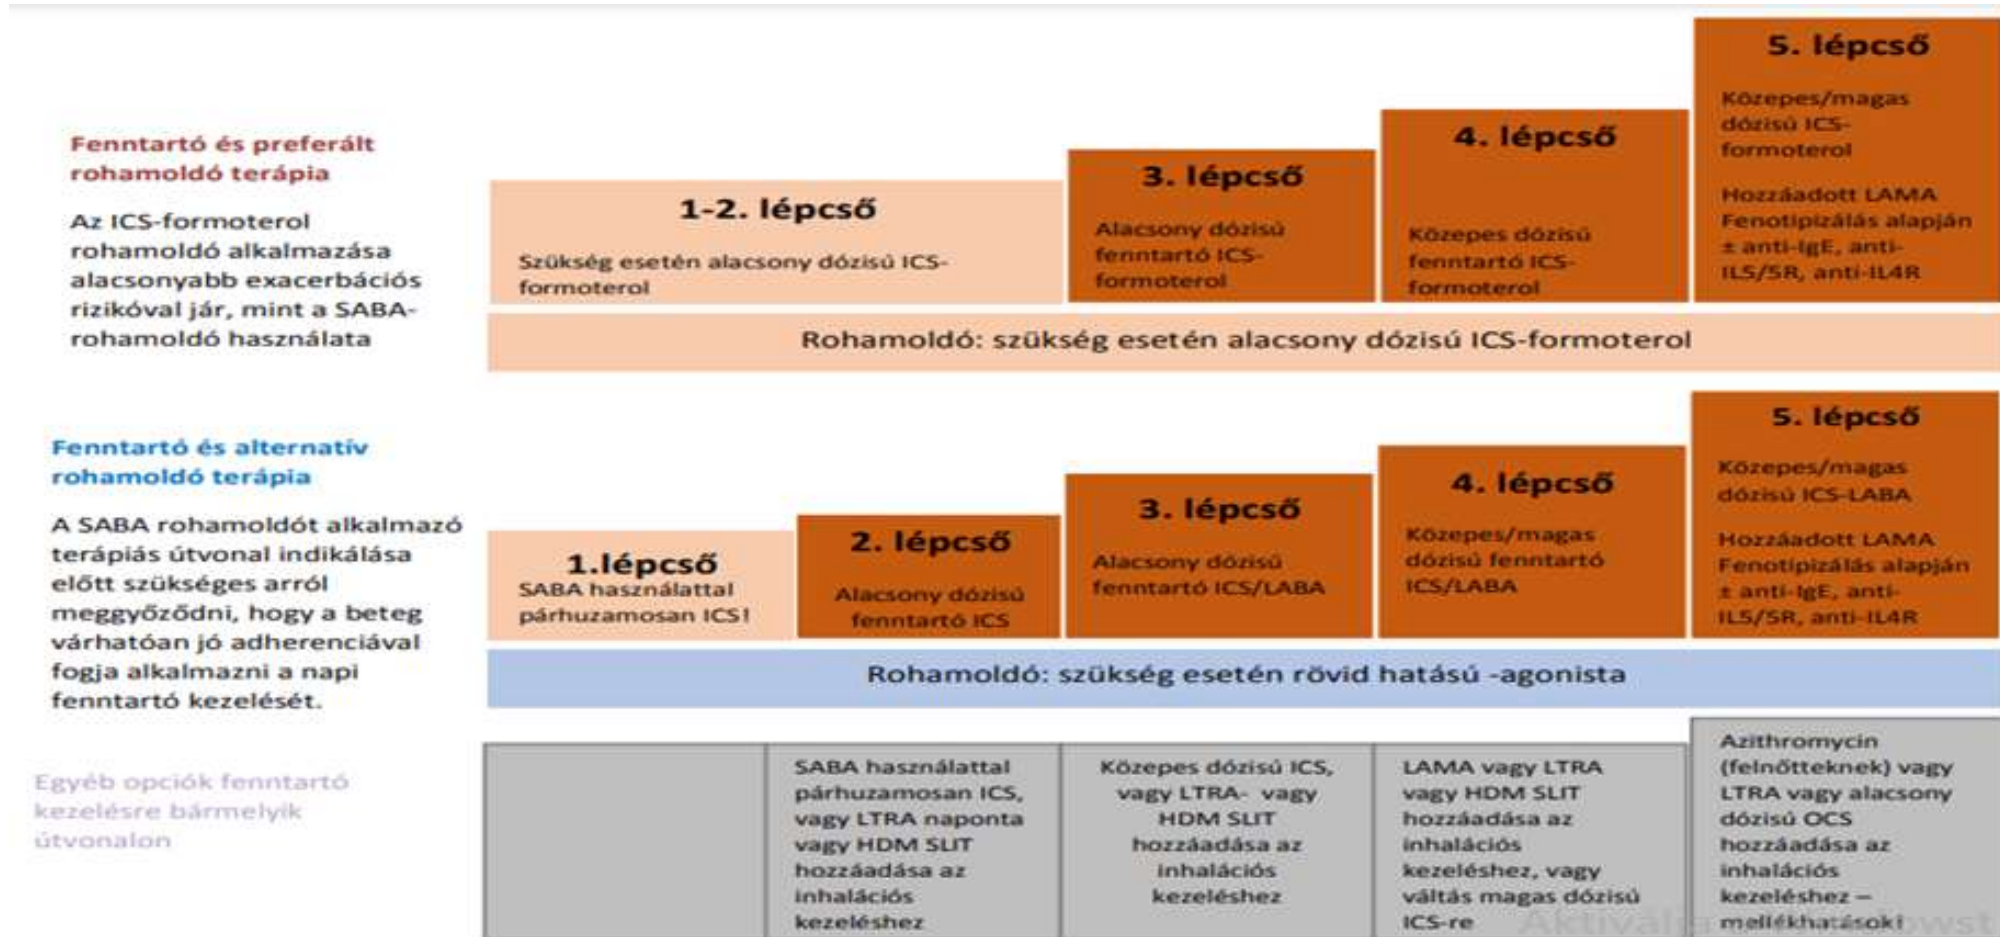 Fenntartó és preferált
rohamoldó terápia
Az ICS-formoterol
rohamoldó alkalmazása
alacsonyabb exacerbációs
rizikóval jár, mint a SABA-
rohamoldó használata
1-2. lépcső
Szükség esetén alacsony dózisú ICS-
formoterol
3. lépcső
Alacsony dózisú
fenntartó ICS-
formoterol
4. lépcső
Közepes dózisú
fenntartó ICS-
formoterol
5. lépcső
Közepes/magas
dózisú ICS-
formoterol
Hozzáadott LAMA
Fenotipizálás alapján
± anti-IgE, anti-
IL5/5R, anti-IL4R
Rohamoldó: szükség esetén alacsony dózisú ICS-formoterol
Fenntartó és alternatív
rohamoldó terápia
A SABA rohamoldót alkalmazó
terápiás útvonal indikálása
előtt szükséges arról
meggyőződni, hogy a beteg
várhatóan jó adherenciával
fogja alkalmazni a napi
fenntartó kezelését.
1.lépcső
SABA használattal
párhuzamosan ICS!
2. lépcső
Alacsony dózisú
fenntartó ICS
3. lépcső
Alacsony dózisú
fenntartó ICS/LABA
4. lépcső
Közepes/magas
dózisú fenntartó
ICS/LABA
5. lépcső
Közepes/magas
dózisú ICS-LABA
Hozzáadott LAMA
Fenotipizálás alapján
± anti-IgE, anti-
IL5/5R, anti-IL4R
Rohamoldó: szükség esetén rövid hatású -agonista
Egyéb opciók fenntartó
kezelésre bármelyik
útvonalon
SABA használattal
párhuzamosan ICS,
vagy LTRA naponta
vagy HDM SLIT
hozzáadása az
inhalációs
kezeléshez
Közepes dózisú ICS,
vagy LTRA- vagy
HDM SLIT
hozzáadása az
inhalációs
kezeléshez
LAMA vagy LTRA
vagy HDM SLIT
hozzáadása az
inhalációs
kezeléshez, vagy
váltás magas dózisú
ICS-re
Azithromycin
(felnőtteknek) vagy
LTRA vagy alacsony
dózisú OCS
hozzáadása az
inhalációs
kezeléshez –
mellékhatások!